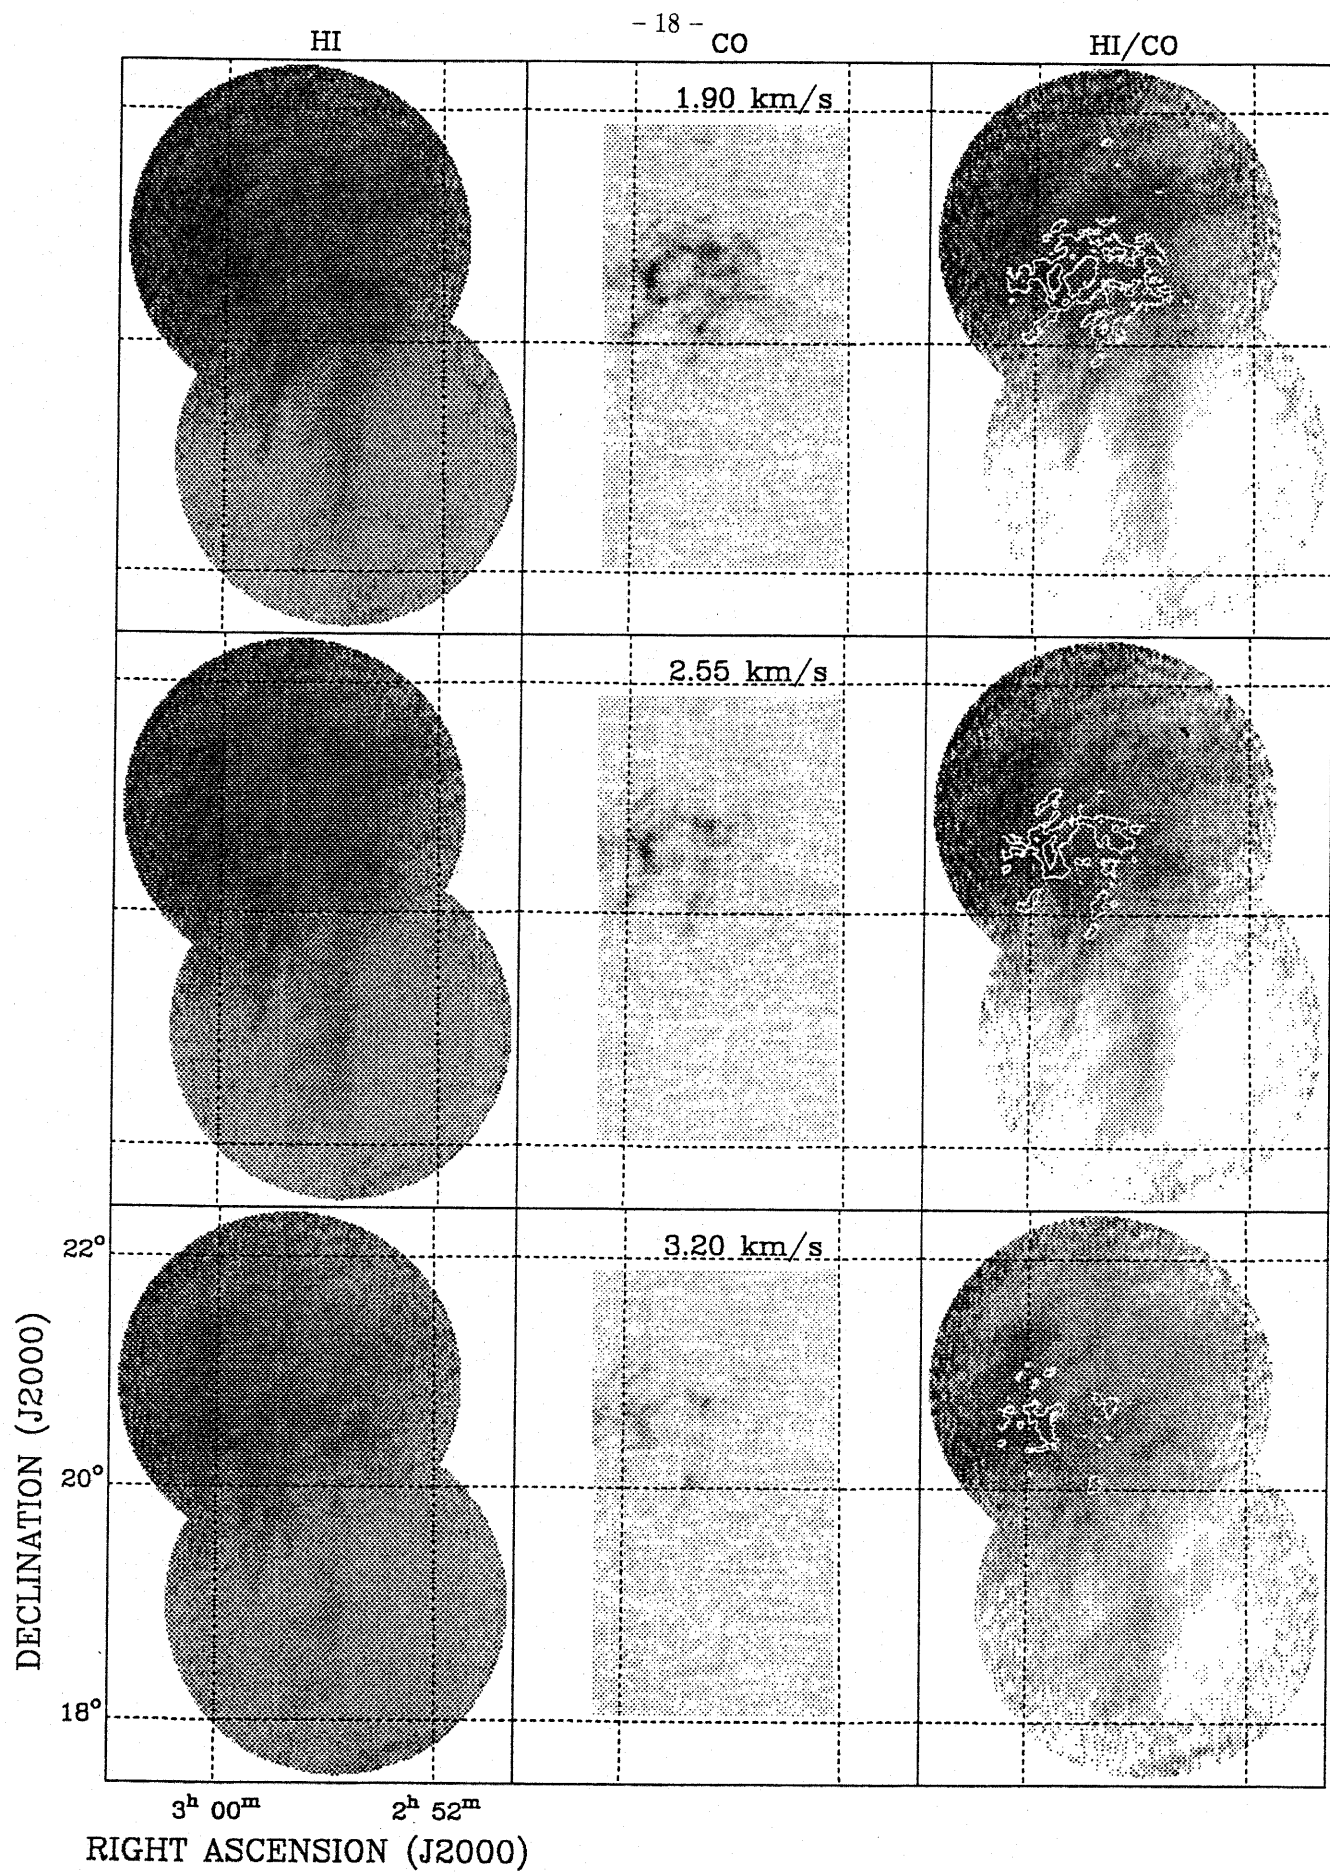 – 18 –
HI CO HI/CO
1.90 km/s
2.55 km/s
3.20 km/s
22°
20°
18°
DECLINATION (J2000)
3ʰ 00ᵐ 2ʰ 52ᵐ
RIGHT ASCENSION (J2000)